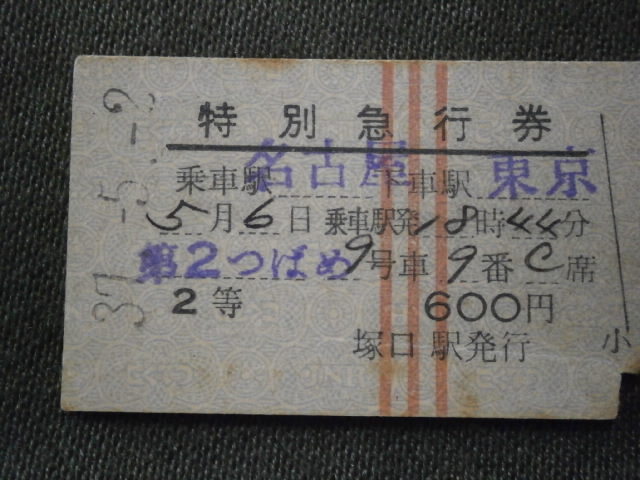 特別急行券
乗車駅 名古屋 下車駅 東京
5月6日 乗車駅発 18時44分
第2つばめ 9号車 9番 C席
2等 600円
塚口 駅発行
小
37.-5.-2